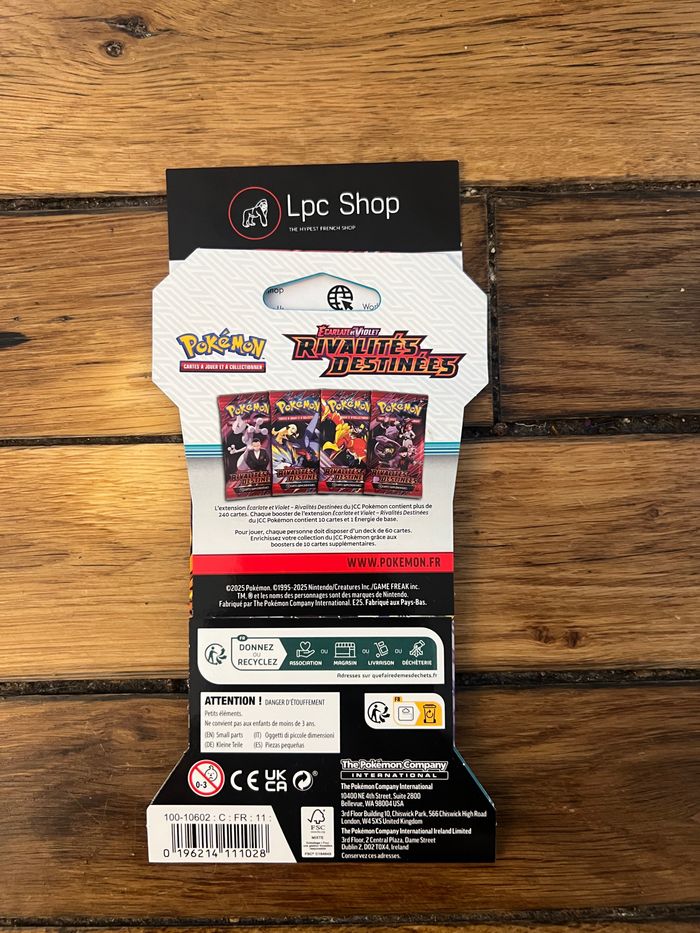 Lpc Shop
THE HYPEST FRENCH SHOP
Pokémon
CARTES À JOUER ET À COLLECTIONNER
ÉCARLATE ET VIOLET
RIVALITÉS
DESTINÉES
Pokémon Pokémon Pokémon Pokémon
RIVALITÉS
DESTINÉES
L'extension Écarlate et Violet – Rivalités Destinées du JCC Pokémon contient plus de
240 cartes. Chaque booster de l'extension Écarlate et Violet – Rivalités Destinées
du JCC Pokémon contient 10 cartes et 1 Énergie de base.
Pour jouer, chaque personne doit disposer d'un deck de 60 cartes.
Enrichissez votre collection du JCC Pokémon grâce aux
boosters de 10 cartes supplémentaires.
WWW.POKEMON.FR
©2025 Pokémon. ©1995-2025 Nintendo/Creatures Inc./GAME FREAK inc.
TM, ® et les noms des personnages sont des marques de Nintendo.
Fabriqué par The Pokémon Company International. E25. Fabriqué aux Pays-Bas.
FR
DONNEZ
OU
RECYCLEZ
ASSOCIATION OU MAGASIN OU LIVRAISON OU DÉCHÈTERIE
Adresses sur quefairedemesdechets.fr
ATTENTION ! DANGER D'ÉTOUFFEMENT
Petits éléments.
Ne convient pas aux enfants de moins de 3 ans.
(EN) Small parts (IT) Oggetti di piccole dimensioni
(DE) Kleine Teile (ES) Piezas pequeñas
FR
0-3
CE
UK
CA
The Pokémon Company
INTERNATIONAL
The Pokémon Company International
10400 NE 4th Street, Suite 2800
Bellevue, WA 98004 USA
3rd Floor Building 10, Chiswick Park, 566 Chiswick High Road
London, W4 5XS United Kingdom
The Pokémon Company International Ireland Limited
3rd Floor, 2 Central Plaza, Dame Street
Dublin 2, D02 T0X4, Ireland
Conservez ces adresses.
100-10602 : C : FR : 11 :
0 196214 111028
FSC
MIXTE